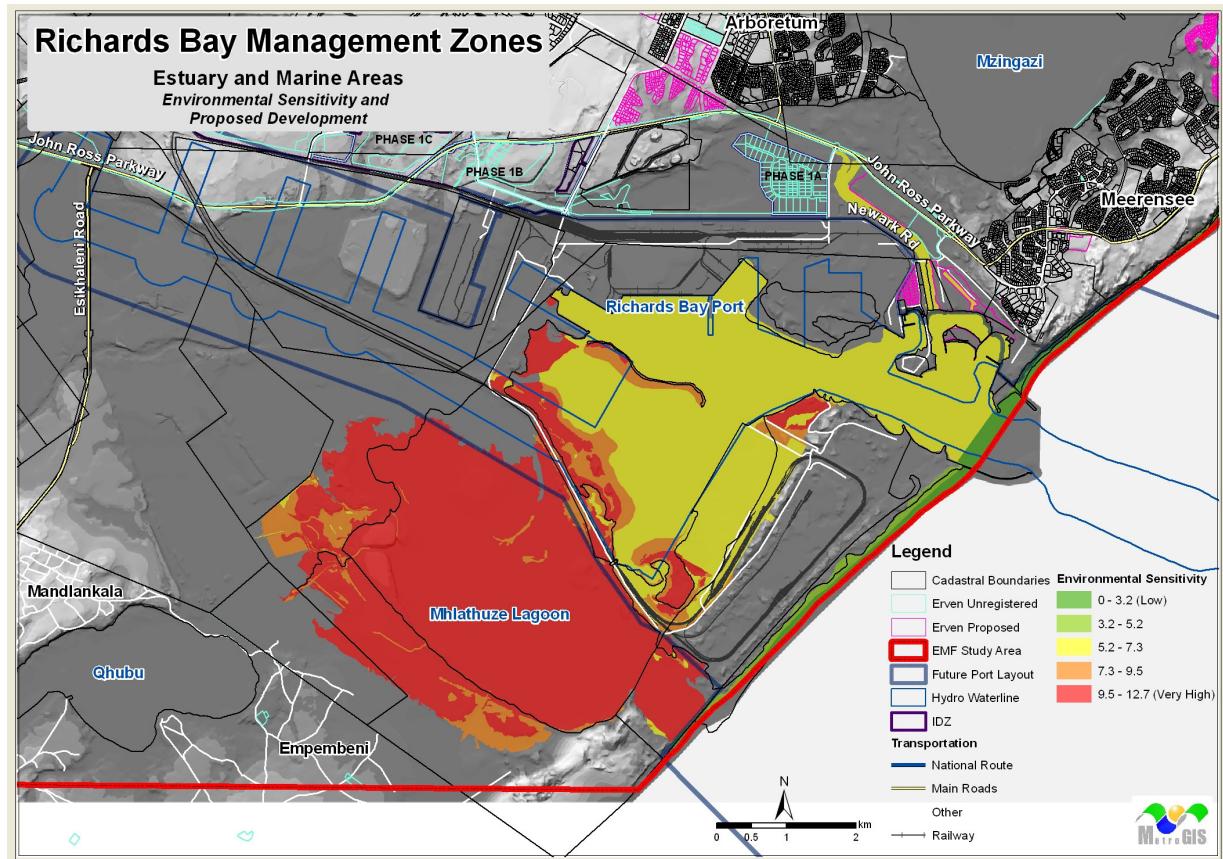 Richards Bay Management Zones
Estuary and Marine Areas
Environmental Sensitivity and
Proposed Development
Arboretum
Mzingazi
John Ross Parkway
PHASE 1C
PHASE 1B
PHASE 1A
John Ross Parkway
Meerensee
Newark Rd
Esikhaleni Road
Richards Bay Port
Mandlankala
Mhlathuze Lagoon
Qhubu
Empembeni
Legend
Cadastral Boundaries
Erven Unregistered
Erven Proposed
EMF Study Area
Future Port Layout
Hydro Waterline
IDZ
Transportation
National Route
Main Roads
Other
Railway
Environmental Sensitivity
0 - 3.2 (Low)
3.2 - 5.2
5.2 - 7.3
7.3 - 9.5
9.5 - 12.7 (Very High)
N
km
0 0.5 1 2
MetroGIS